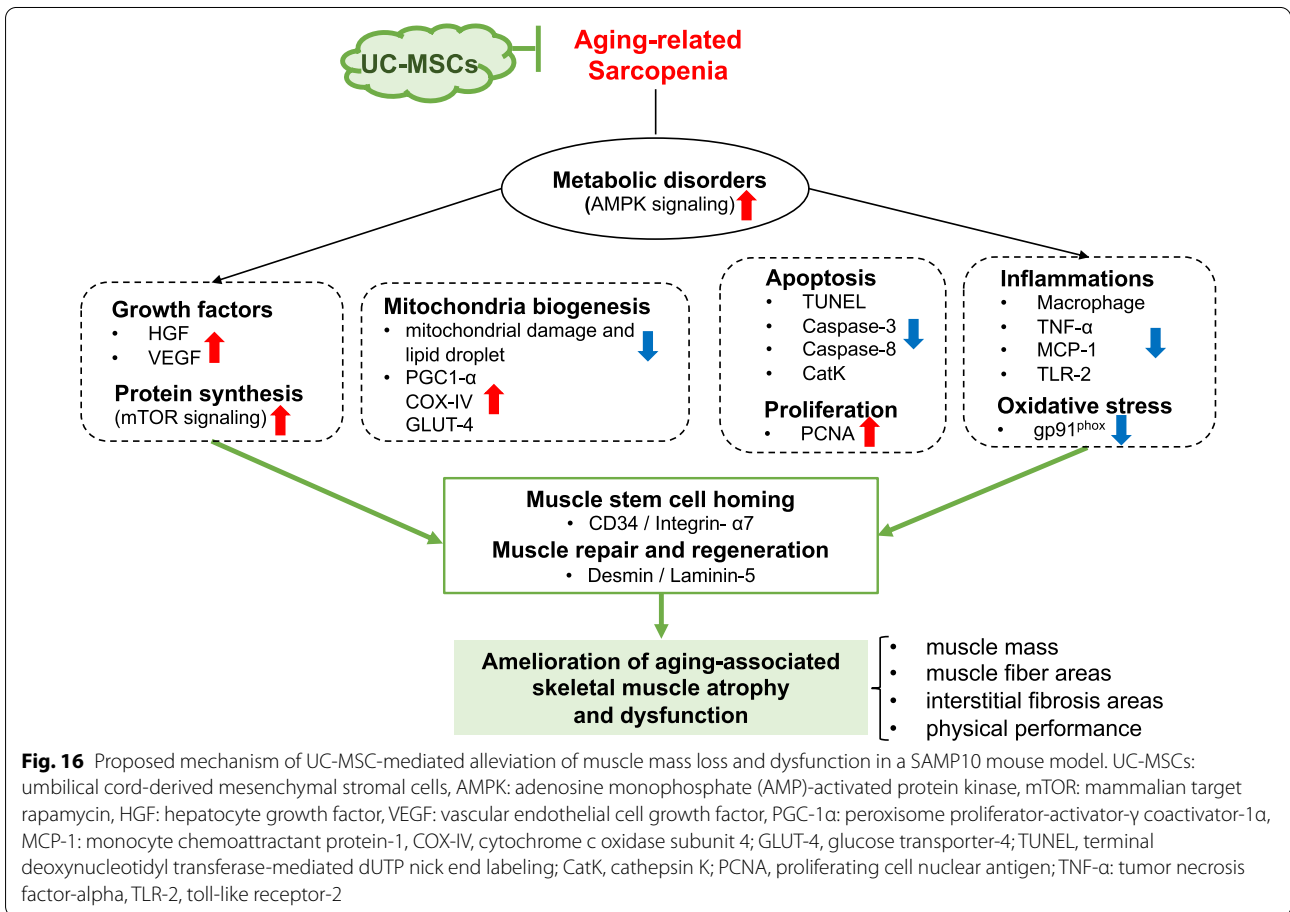 UC-MSCs
Aging-related
Sarcopenia
Metabolic disorders
(AMPK signaling)
Growth factors
• HGF
• VEGF
Protein synthesis
(mTOR signaling)
Mitochondria biogenesis
• mitochondrial damage and
lipid droplet
• PGC1-α
COX-IV
GLUT-4
Apoptosis
• TUNEL
• Caspase-3
• Caspase-8
• CatK
Proliferation
• PCNA
Inflammations
• Macrophage
• TNF-α
• MCP-1
• TLR-2
Oxidative stress
• gp91phox
Muscle stem cell homing
• CD34 / Integrin- α7
Muscle repair and regeneration
• Desmin / Laminin-5
Amelioration of aging-associated
skeletal muscle atrophy
and dysfunction
• muscle mass
• muscle fiber areas
• interstitial fibrosis areas
• physical performance
Fig. 16 Proposed mechanism of UC-MSC-mediated alleviation of muscle mass loss and dysfunction in a SAMP10 mouse model. UC-MSCs:
umbilical cord-derived mesenchymal stromal cells, AMPK: adenosine monophosphate (AMP)-activated protein kinase, mTOR: mammalian target
rapamycin, HGF: hepatocyte growth factor, VEGF: vascular endothelial cell growth factor, PGC-1α: peroxisome proliferator-activator-γ coactivator-1α,
MCP-1: monocyte chemoattractant protein-1, COX-IV, cytochrome c oxidase subunit 4; GLUT-4, glucose transporter-4; TUNEL, terminal
deoxynucleotidyl transferase-mediated dUTP nick end labeling; CatK, cathepsin K; PCNA, proliferating cell nuclear antigen; TNF-α: tumor necrosis
factor-alpha, TLR-2, toll-like receptor-2